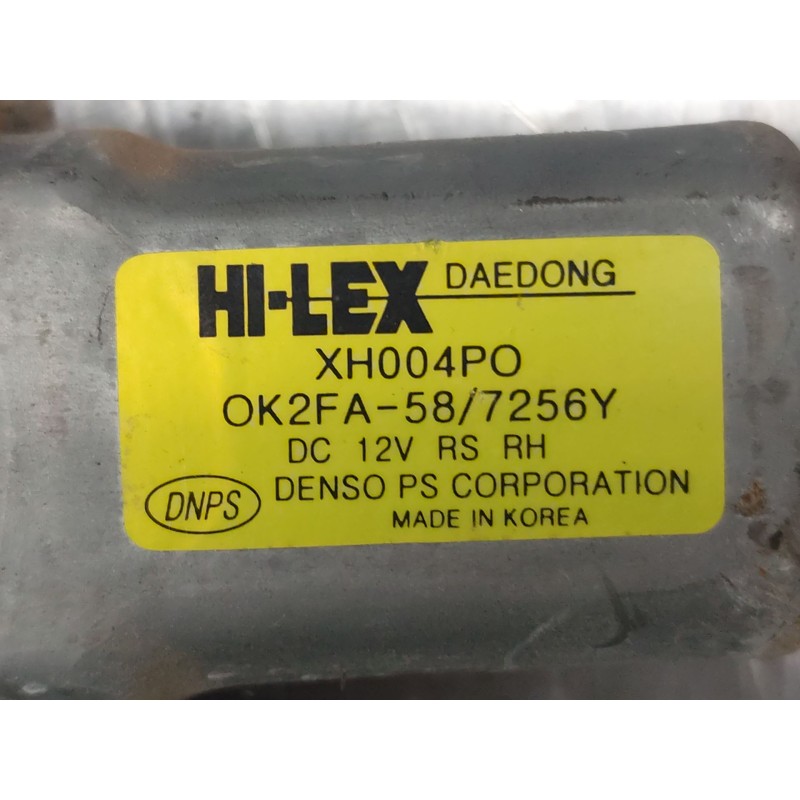 HI-LEX DAEDONG
XH004PO
OK2FA-58/7256Y
DC 12V RS RH
DNPS DENSO PS CORPORATION
MADE IN KOREA